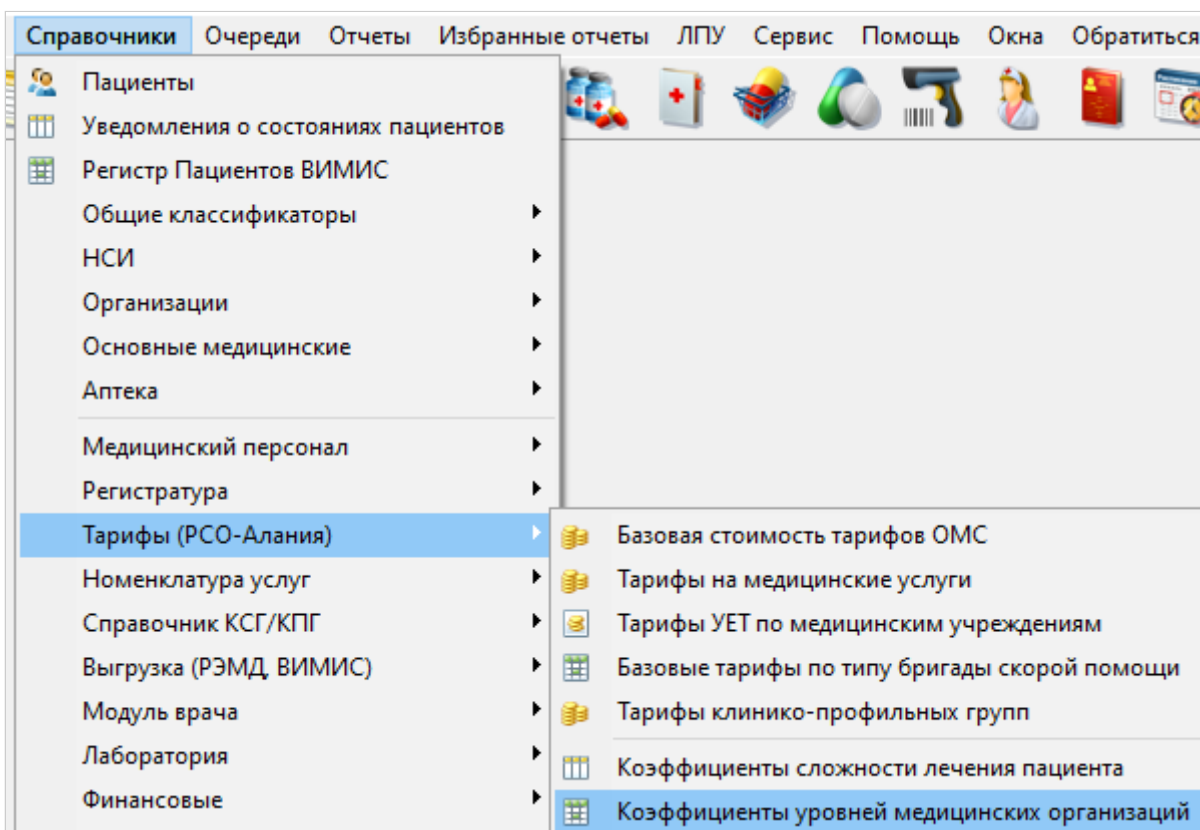 Справочники Очереди Отчеты Избранные отчеты ЛПУ Сервис Помощь Окна Обратиться
Пациенты
Уведомления о состояниях пациентов
Регистр Пациентов ВИМИС
Общие классификаторы
НСИ
Организации
Основные медицинские
Аптека
Медицинский персонал
Регистратура
Тарифы (РСО-Алания)
Номенклатура услуг
Справочник КСГ/КПГ
Выгрузка (РЭМД, ВИМИС)
Модуль врача
Лаборатория
Финансовые
Базовая стоимость тарифов ОМС
Тарифы на медицинские услуги
Тарифы УЕТ по медицинским учреждениям
Базовые тарифы по типу бригады скорой помощи
Тарифы клинико-профильных групп
Коэффициенты сложности лечения пациента
Коэффициенты уровней медицинских организаций